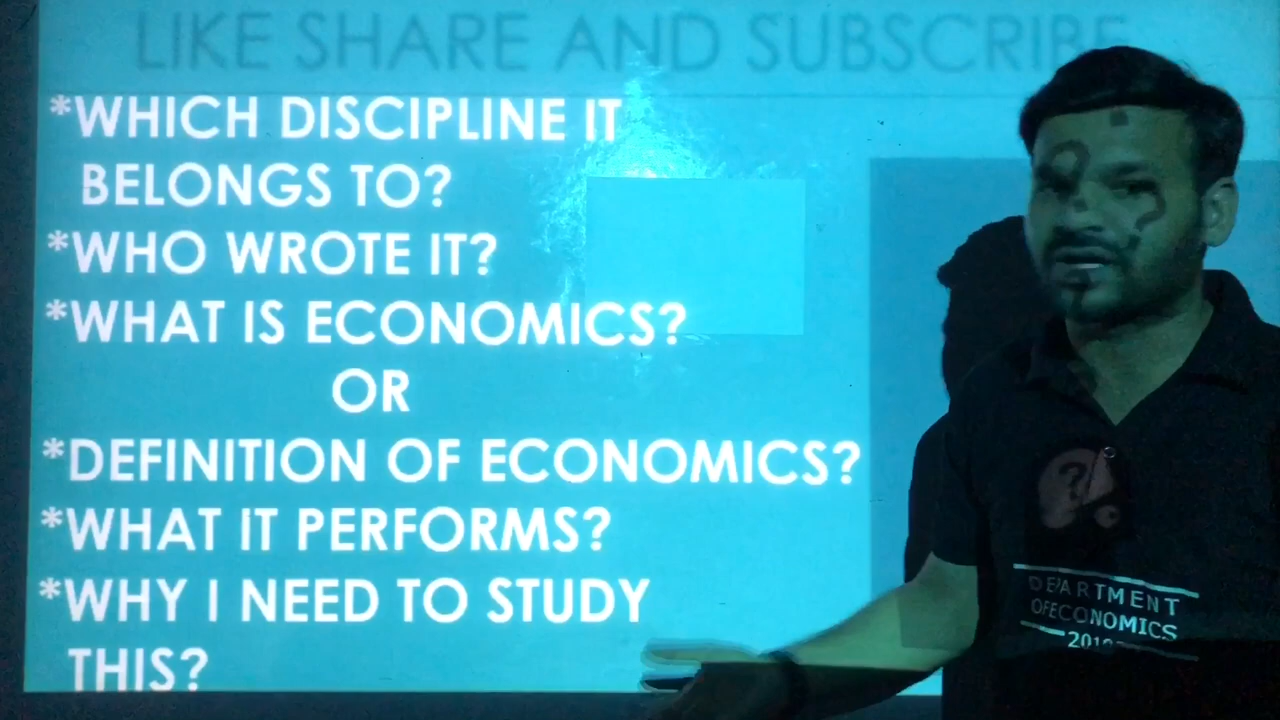 LIKE SHARE AND SUBSCRIBE
*WHICH DISCIPLINE IT
BELONGS TO?
*WHO WROTE IT?
*WHAT IS ECONOMICS?
OR
*DEFINITION OF ECONOMICS?
*WHAT IT PERFORMS?
*WHY I NEED TO STUDY
THIS?
?
?
?
DEPARTMENT
OF ECONOMICS